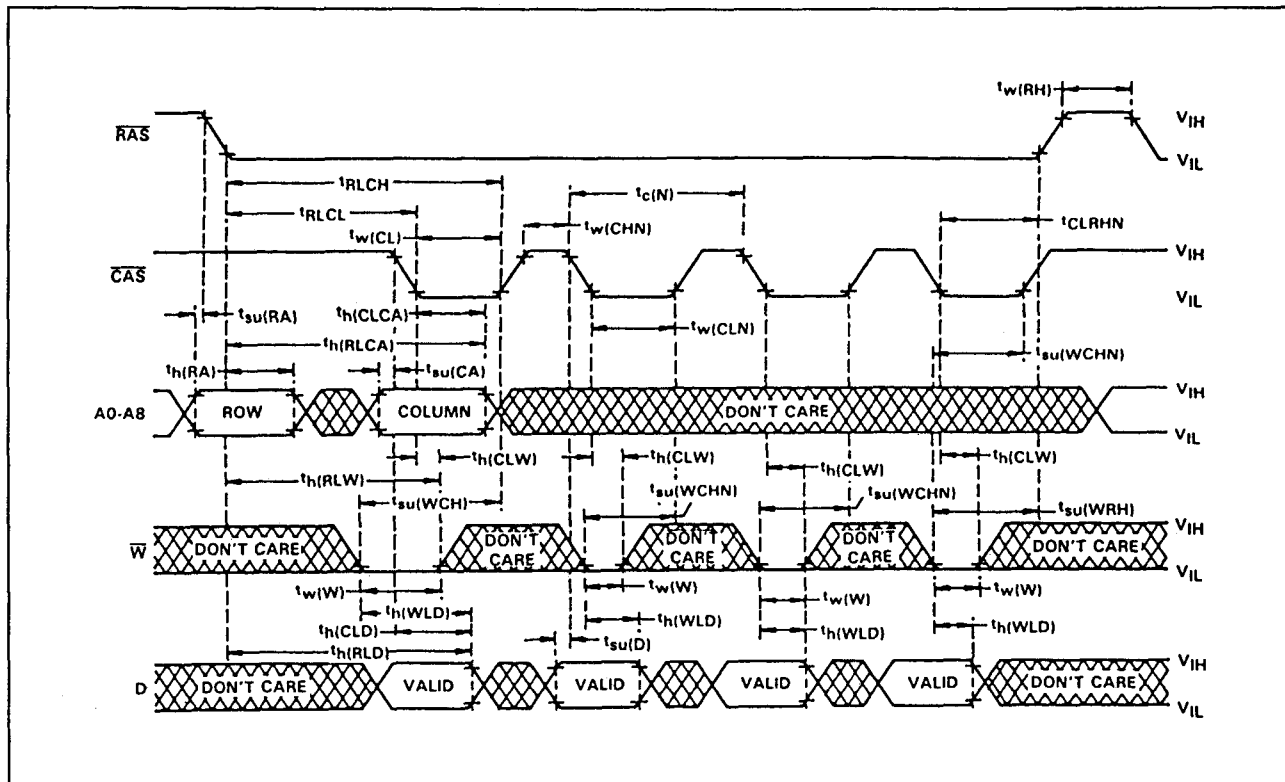 tw(RH)
RAS
VIH
VIL
tRLCH
tc(N)
tRLCL
tCLRHN
tw(CL)
tw(CHN)
CAS
VIH
VIL
tsu(RA)
th(CLCA)
tw(CLN)
th(RLCA)
tsu(WCHN)
th(RA)
tsu(CA)
A0-A8
ROW
COLUMN
DON'T CARE
VIH
VIL
th(CLW)
th(CLW)
th(CLW)
th(CLW)
th(RLW)
tsu(WCH)
tsu(WCHN)
tsu(WCHN)
tsu(WRH)
W
DON'T CARE
DON'T CARE
DON'T CARE
DON'T CARE
DON'T CARE
VIH
VIL
tw(W)
tw(W)
tw(W)
tw(W)
th(WLD)
th(WLD)
th(WLD)
th(WLD)
th(CLD)
tsu(D)
th(RLD)
D
DON'T CARE
VALID
VALID
VALID
VALID
DON'T CARE
VIH
VIL